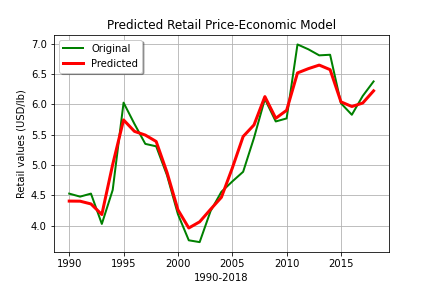 Predicted Retail Price-Economic Model
Original
Predicted
Retail values (USD/lb)
7.0
6.5
6.0
5.5
5.0
4.5
4.0
1990 1995 2000 2005 2010 2015
1990-2018